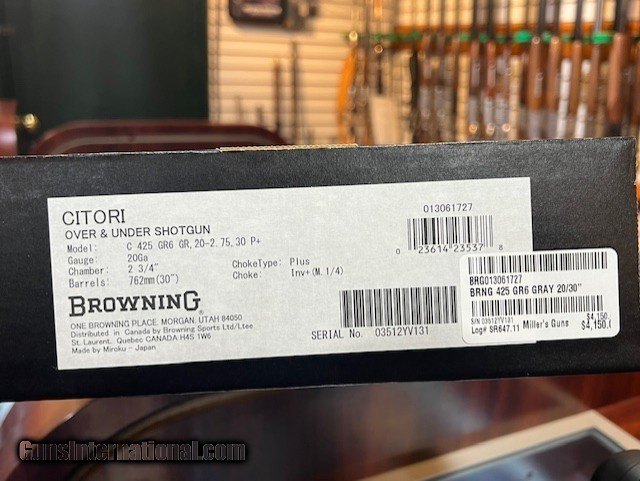 CITORI
OVER & UNDER SHOTGUN
Model: C 425 GR6 GR,20-2.75,30 P+
Gauge: 20Ga
Chamber: 2 3/4" ChokeType: Plus
Barrels: 762mm(30") Choke: Inv+(M.1/4)
BROWNING
ONE BROWNING PLACE, MORGAN, UTAH 84050
Distributed in Canada by Browning Sports Ltd/Ltee
St. Laurent, Quebec CANADA H4S 1W6
Made by Miroku - Japan
SERIAL No. 03512YV131
013061727
0 23614 23537 8
BRG013061727
BRNG 425 GR6 GRAY 20/30"
$4,150.
S/N 03512YV131
Log# SR647.11 Miller's Guns $4,150.
GunsInternational.com